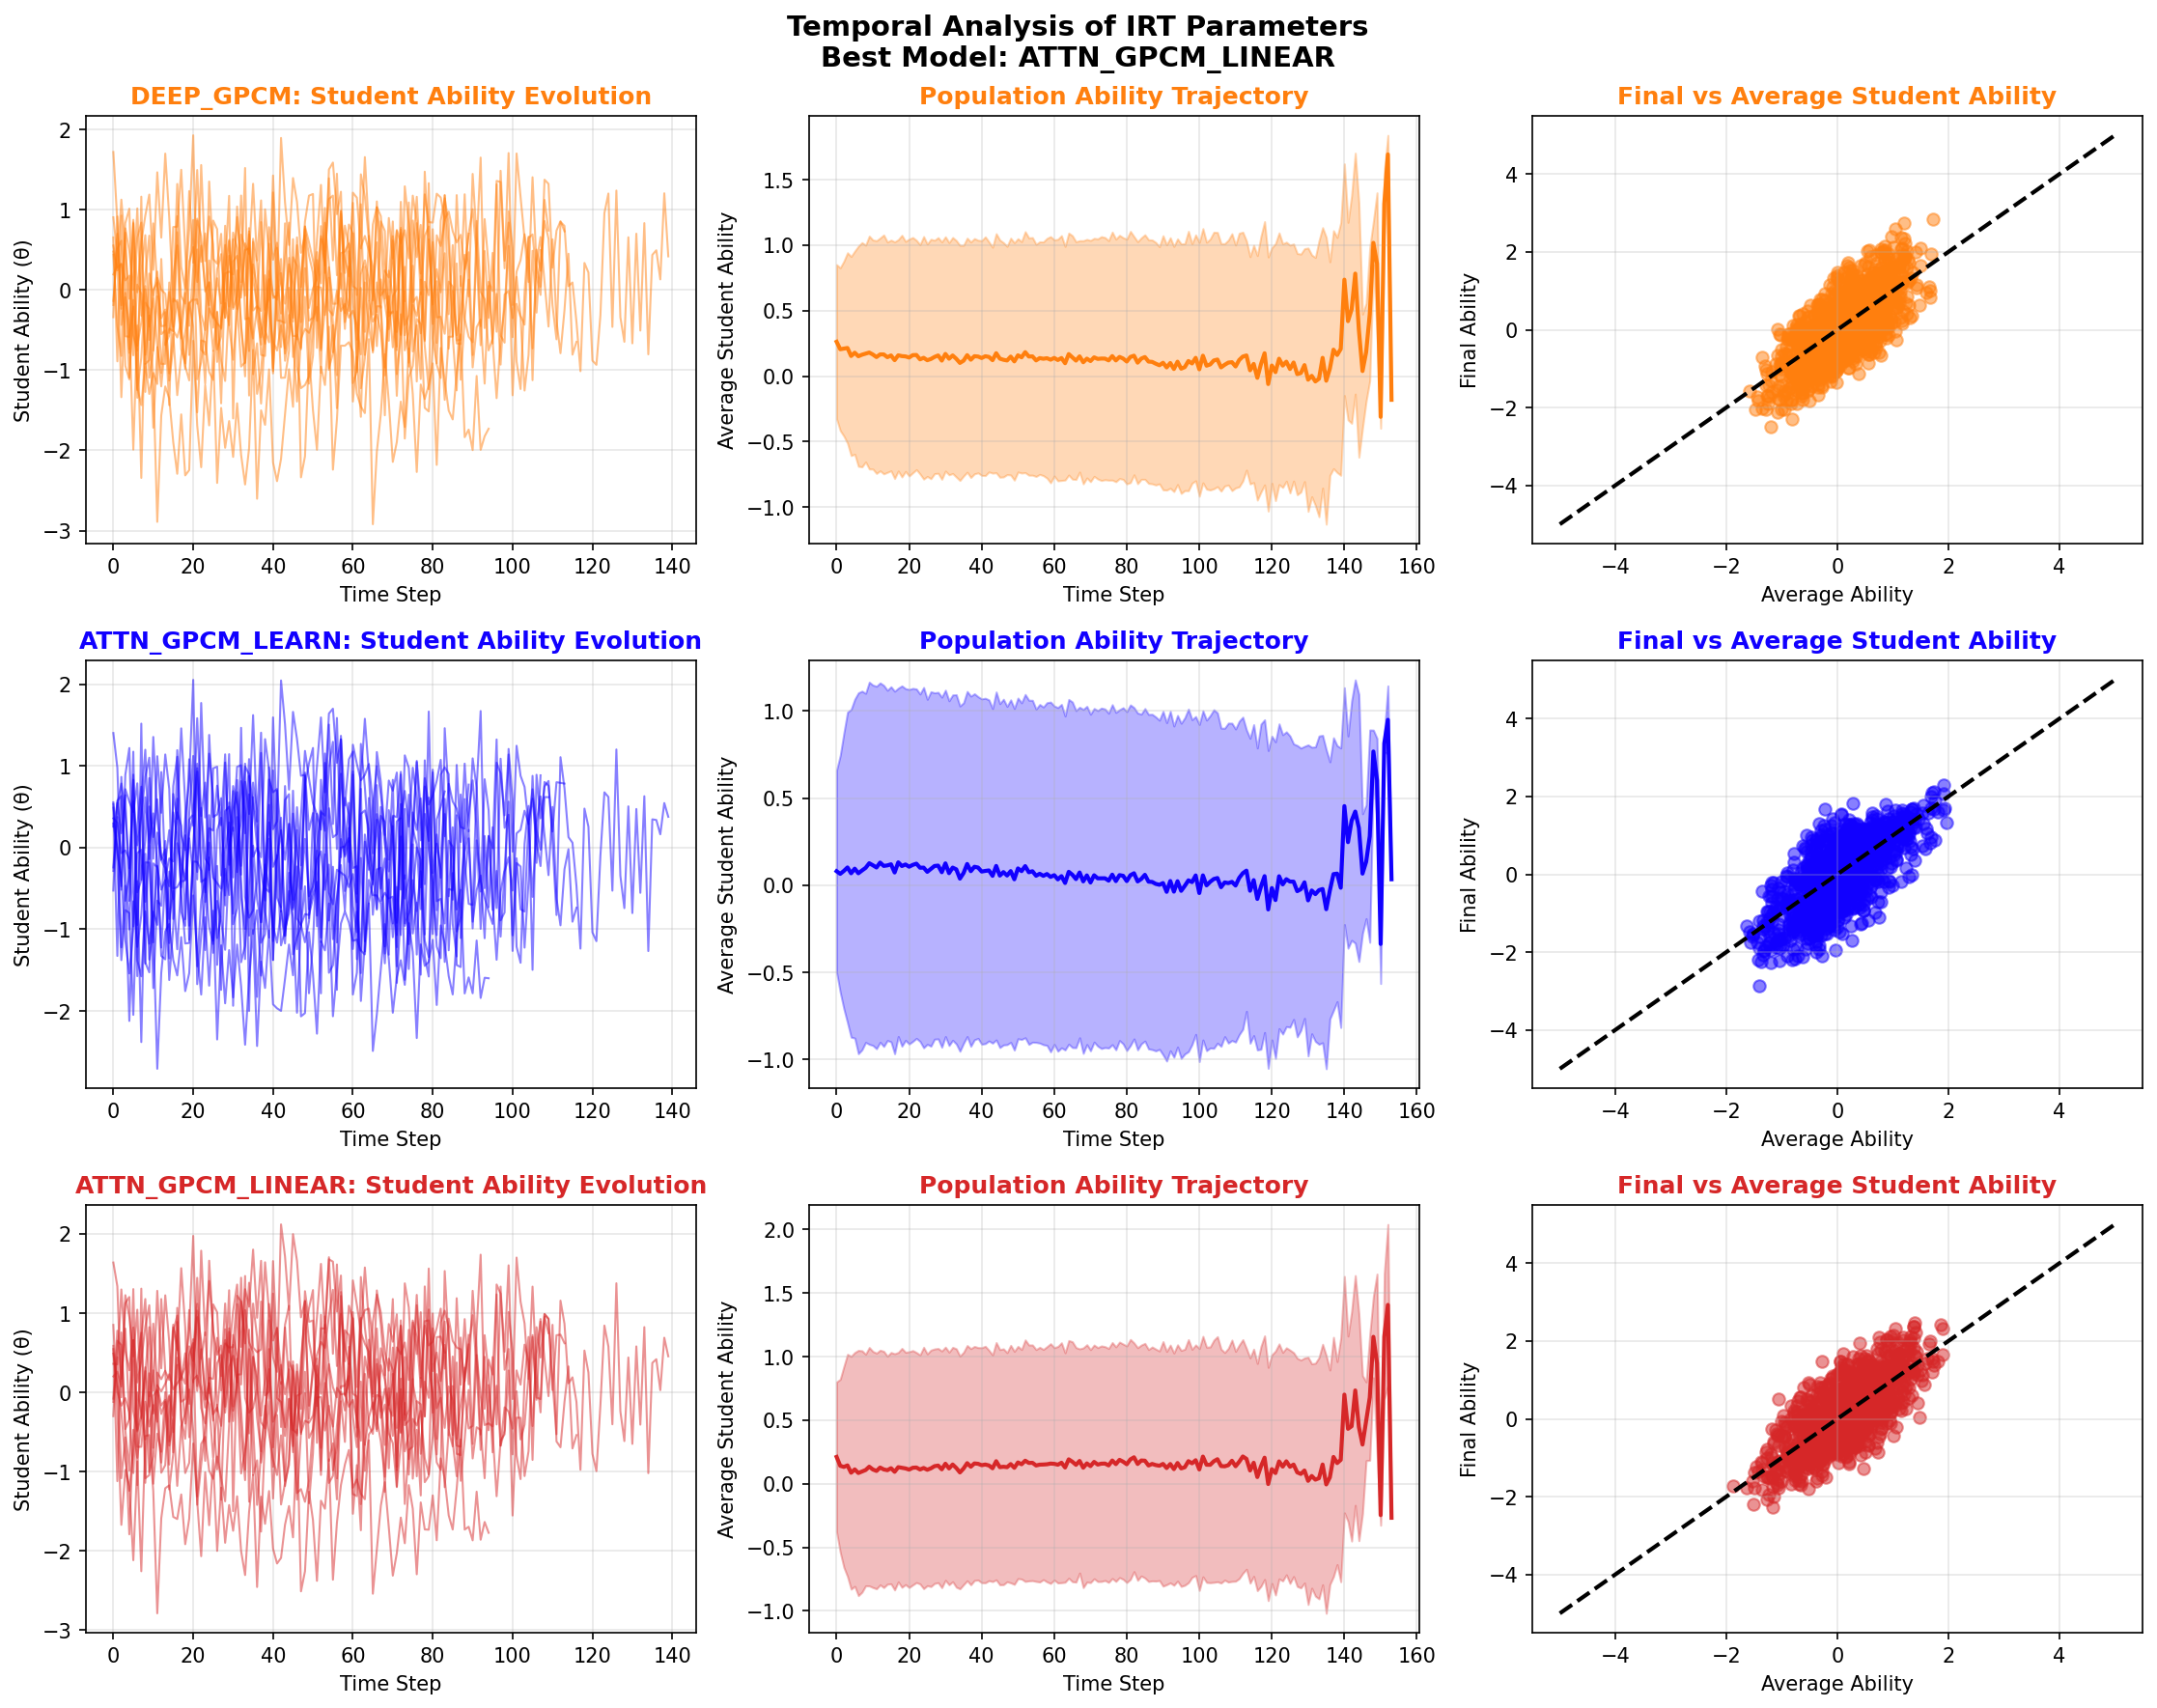 Temporal Analysis of IRT Parameters
Best Model: ATTN_GPCM_LINEAR
DEEP_GPCM: Student Ability Evolution
Student Ability (θ)
2
1
0
−1
−2
−3
0 20 40 60 80 100 120 140
Time Step
Population Ability Trajectory
Average Student Ability
1.5
1.0
0.5
0.0
−0.5
−1.0
0 20 40 60 80 100 120 140 160
Time Step
Final vs Average Student Ability
Final Ability
4
2
0
−2
−4
−4 −2 0 2 4
Average Ability
ATTN_GPCM_LEARN: Student Ability Evolution
Student Ability (θ)
2
1
0
−1
−2
0 20 40 60 80 100 120 140
Time Step
Population Ability Trajectory
Average Student Ability
1.0
0.5
0.0
−0.5
−1.0
0 20 40 60 80 100 120 140 160
Time Step
Final vs Average Student Ability
Final Ability
4
2
0
−2
−4
−4 −2 0 2 4
Average Ability
ATTN_GPCM_LINEAR: Student Ability Evolution
Student Ability (θ)
2
1
0
−1
−2
−3
0 20 40 60 80 100 120 140
Time Step
Population Ability Trajectory
Average Student Ability
2.0
1.5
1.0
0.5
0.0
−0.5
−1.0
0 20 40 60 80 100 120 140 160
Time Step
Final vs Average Student Ability
Final Ability
4
2
0
−2
−4
−4 −2 0 2 4
Average Ability